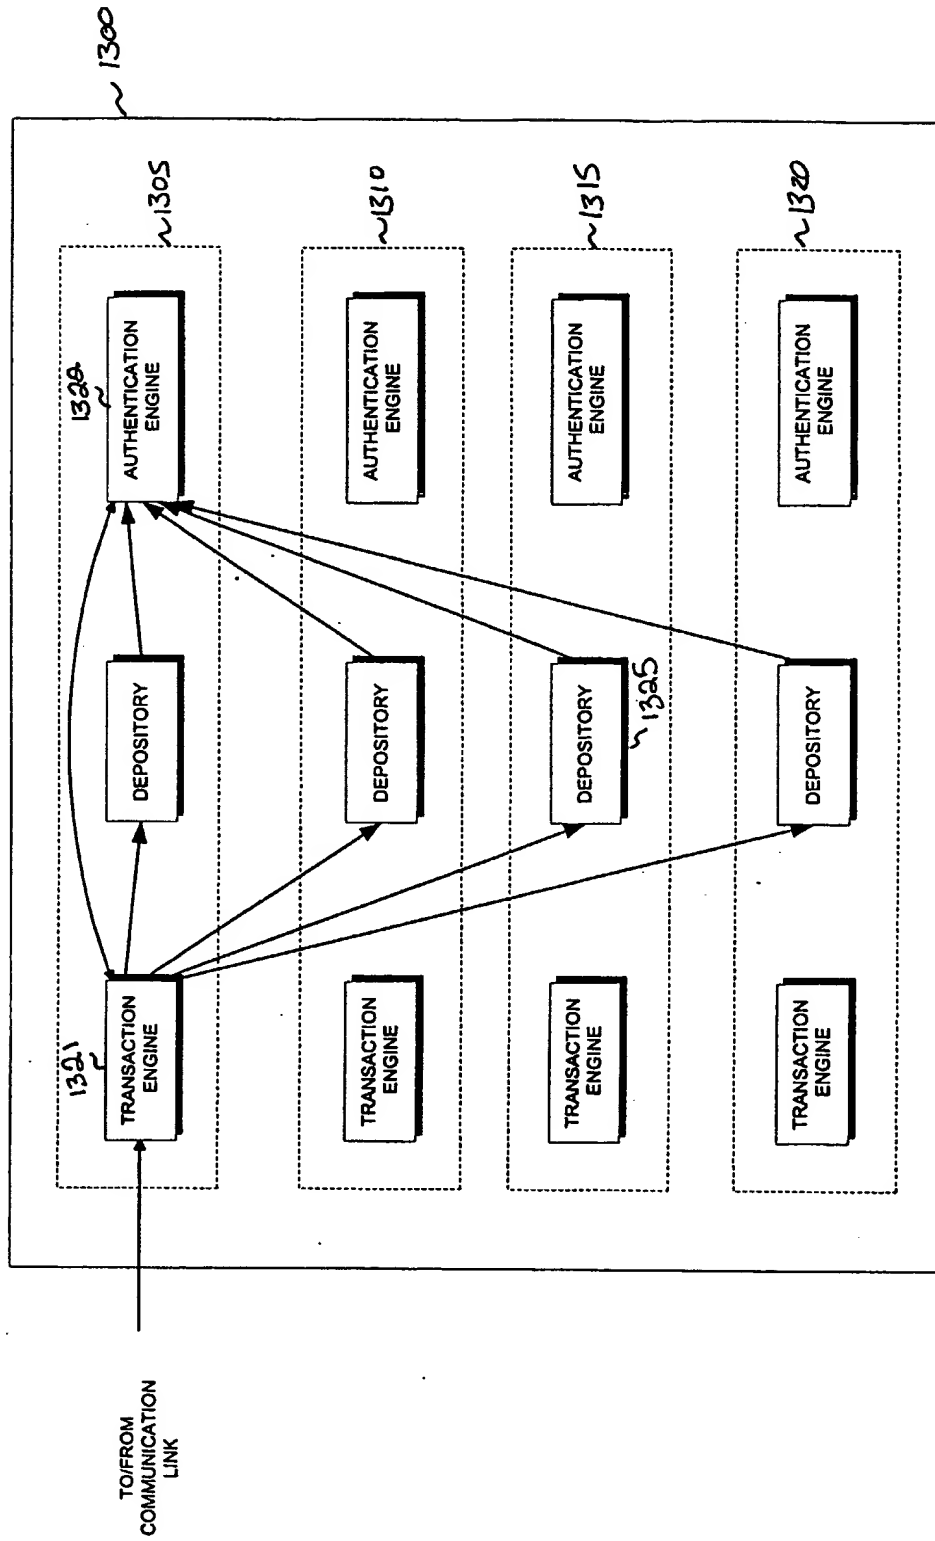 1300
1321
TO/FROM
COMMUNICATION
LINK
TRANSACTION
ENGINE
DEPOSITORY
AUTHENTICATION
ENGINE
1305
TRANSACTION
ENGINE
DEPOSITORY
AUTHENTICATION
ENGINE
1310
TRANSACTION
ENGINE
DEPOSITORY
1325
AUTHENTICATION
ENGINE
1315
TRANSACTION
ENGINE
DEPOSITORY
AUTHENTICATION
ENGINE
1320